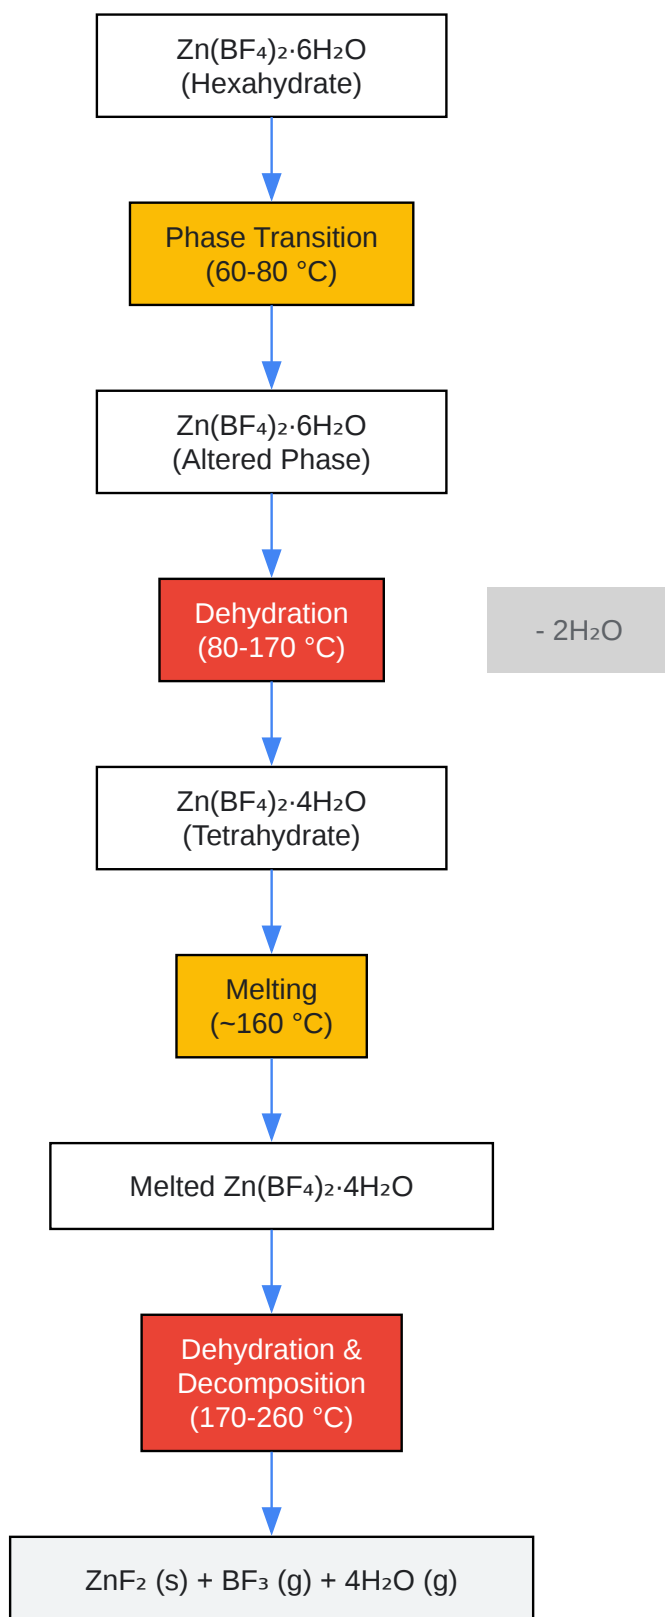 Zn(BF₄)₂·6H₂O
(Hexahydrate)
Phase Transition
(60-80 °C)
Zn(BF₄)₂·6H₂O
(Altered Phase)
Dehydration
(80-170 °C)
- 2H₂O
Zn(BF₄)₂·4H₂O
(Tetrahydrate)
Melting
(~160 °C)
Melted Zn(BF₄)₂·4H₂O
Dehydration &
Decomposition
(170-260 °C)
ZnF₂ (s) + BF₃ (g) + 4H₂O (g)